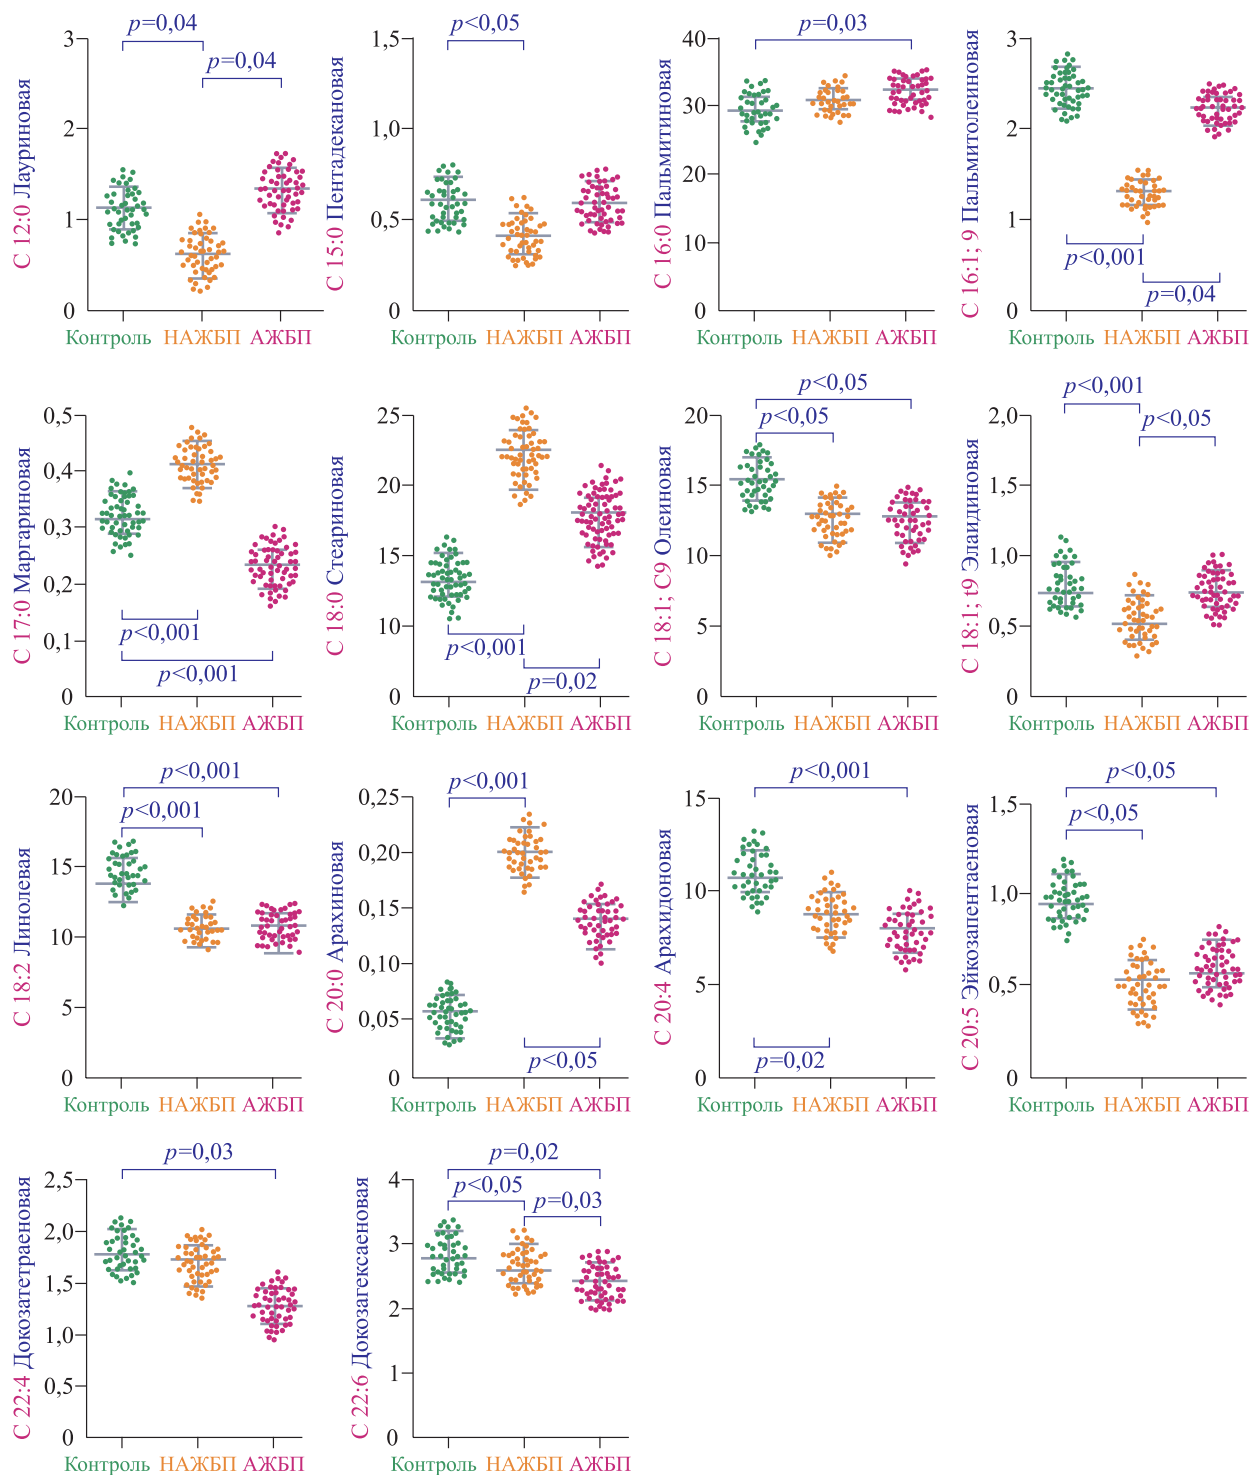 p=0,04
p=0,04
3
2
1
0
С 12:0 Лауриновая
Контроль НАЖБП АЖБП
p<0,05
1,5
1,0
0,5
0
С 15:0 Пентадекановая
Контроль НАЖБП АЖБП
p=0,03
40
30
20
10
0
С 16:0 Пальмитиновая
Контроль НАЖБП АЖБП
3
2
1
0
С 16:1; 9 Пальмитолеиновая
p<0,001
p=0,04
Контроль НАЖБП АЖБП
0,5
0,4
0,3
0,2
0,1
0
С 17:0 Маргариновая
p<0,001
p<0,001
Контроль НАЖБП АЖБП
25
20
15
10
25
0
С 18:0 Стеариновая
p<0,001
p=0,02
Контроль НАЖБП АЖБП
p<0,05
p<0,05
20
15
10
5
0
С 18:1; С9 Олеиновая
Контроль НАЖБП АЖБП
p<0,001
p<0,05
2,0
1,5
1,0
0,5
0
С 18:1; t9 Элаидиновая
Контроль НАЖБП АЖБП
p<0,001
p<0,001
20
15
10
5
0
С 18:2 Линолевая
Контроль НАЖБП АЖБП
p<0,001
0,25
0,20
0,15
0,10
0,05
0
С 20:0 Арахиновая
p<0,05
Контроль НАЖБП АЖБП
p<0,001
15
10
5
0
С 20:4 Арахидоновая
p=0,02
Контроль НАЖБП АЖБП
p<0,05
p<0,05
1,5
1,0
0,5
0
С 20:5 Эйкозапентаеновая
Контроль НАЖБП АЖБП
p=0,03
2,5
2,0
1,5
1,0
0,5
0
С 22:4 Докозатетраеновая
Контроль НАЖБП АЖБП
p=0,02
p<0,05
p=0,03
4
3
2
1
0
С 22:6 Докозагексаеновая
Контроль НАЖБП АЖБП